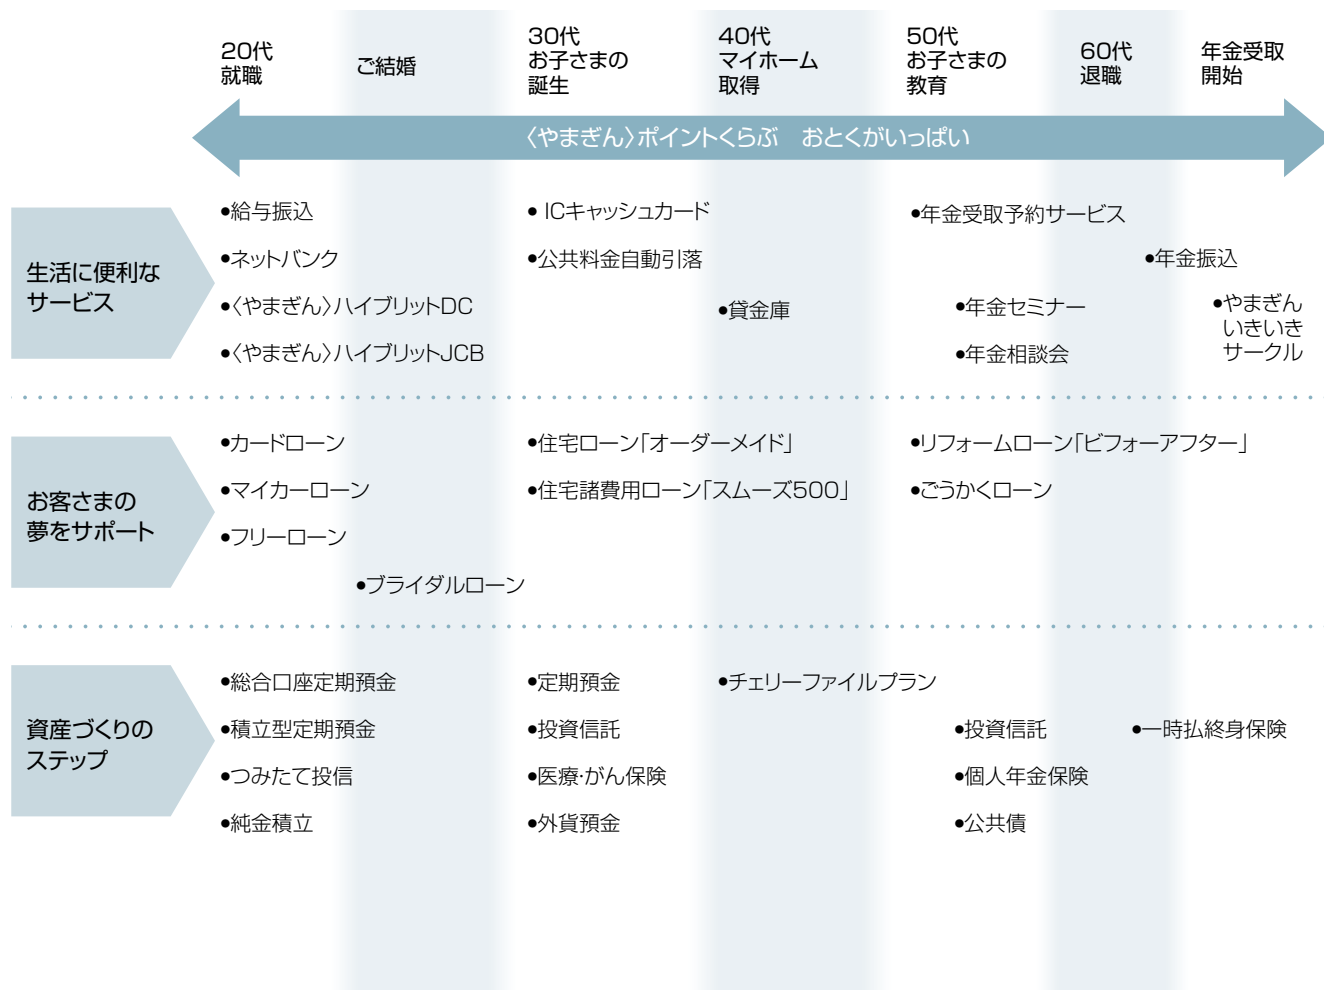 20代
就職
ご結婚
30代
お子さまの
誕生
40代
マイホーム
取得
50代
お子さまの
教育
60代
退職
年金受取
開始
〈やまぎん〉ポイントくらぶ　おとくがいっぱい
生活に便利な
サービス
●給与振込
●ネットバンク
●〈やまぎん〉ハイブリットDC
●〈やまぎん〉ハイブリットJCB
● ICキャッシュカード
●公共料金自動引落
●貸金庫
●年金受取予約サービス
●年金セミナー
●年金相談会
●年金振込
●やまぎん
いきいき
サークル
お客さまの
夢をサポート
●カードローン
●マイカーローン
●フリーローン
●ブライダルローン
●住宅ローン「オーダーメイド」
●住宅諸費用ローン「スムーズ500」
●リフォームローン「ビフォーアフター」
●ごうかくローン
資産づくりの
ステップ
●総合口座定期預金
●積立型定期預金
●つみたて投信
●純金積立
●定期預金
●投資信託
●医療・がん保険
●外貨預金
●チェリーファイルプラン
●投資信託
●個人年金保険
●公共債
●一時払終身保険